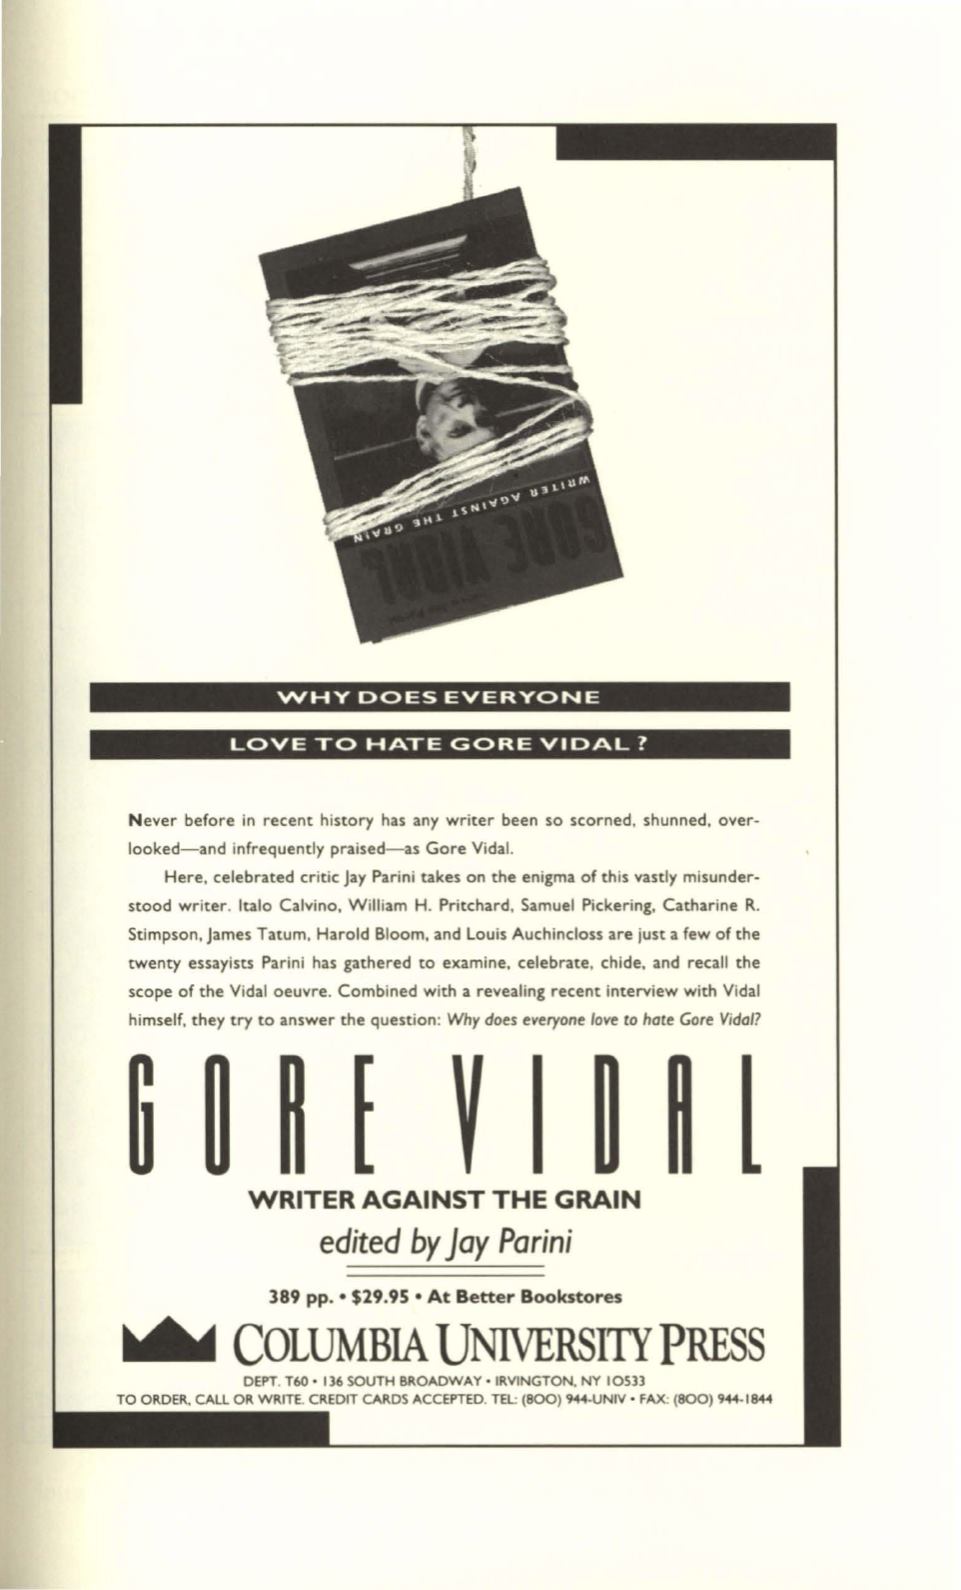 WRITER AGAINST THE GRAIN
GORE VIDAL
WHY DOES EVERYONE
LOVE TO HATE GORE VIDAL?
Never before in recent history has any writer been so scorned, shunned, over-
looked—and infrequently praised—as Gore Vidal.
Here, celebrated critic Jay Parini takes on the enigma of this vastly misunder-
stood writer. Italo Calvino, William H. Pritchard, Samuel Pickering, Catharine R.
Stimpson, James Tatum, Harold Bloom, and Louis Auchincloss are just a few of the
twenty essayists Parini has gathered to examine, celebrate, chide, and recall the
scope of the Vidal oeuvre. Combined with a revealing recent interview with Vidal
himself, they try to answer the question: Why does everyone love to hate Gore Vidal?
GORE VIDAL
WRITER AGAINST THE GRAIN
edited by Jay Parini
389 pp. • $29.95 • At Better Bookstores
COLUMBIA UNIVERSITY PRESS
DEPT. T60 • 136 SOUTH BROADWAY • IRVINGTON, NY 10533
TO ORDER, CALL OR WRITE. CREDIT CARDS ACCEPTED. TEL: (800) 944-UNIV • FAX: (800) 944-1844